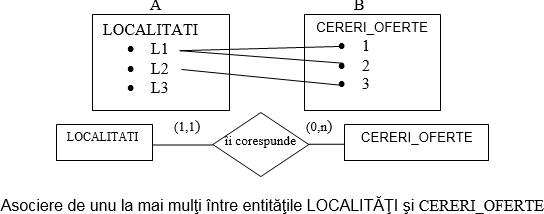 A B
LOCALITATI CERERI_OFERTE
• L1 • 1
• L2 • 2
• L3 • 3
(1,1) (0,n)
LOCALITATI îi corespunde CERERI_OFERTE
Asociere de unu la mai mulţi între entităţile LOCALITĂŢI şi CERERI_OFERTE